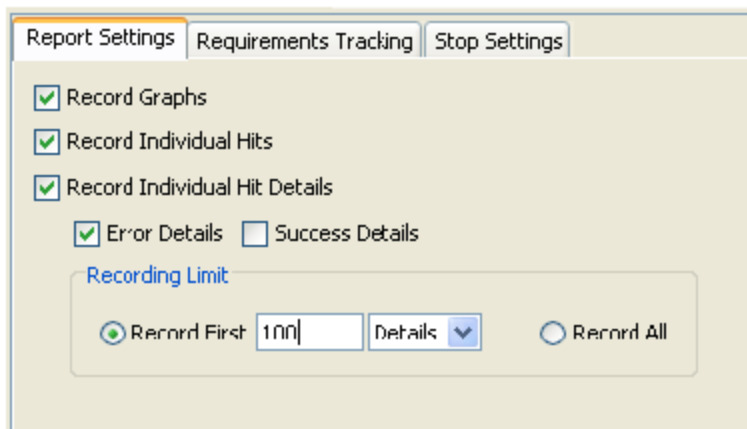 Report Settings Requirements Tracking Stop Settings
Record Graphs
Record Individual Hits
Record Individual Hit Details
Error Details Success Details
Recording Limit
Record First 100 Details Record All